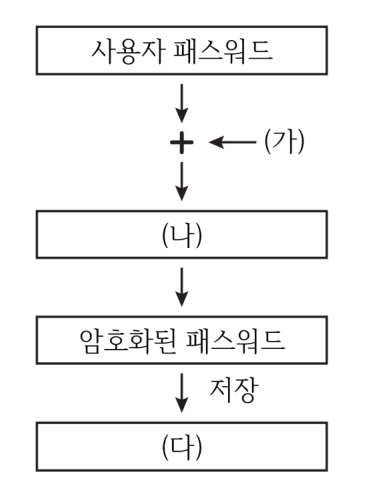 사용자 패스워드
+ (가)
(나)
암호화된 패스워드
저장
(다)